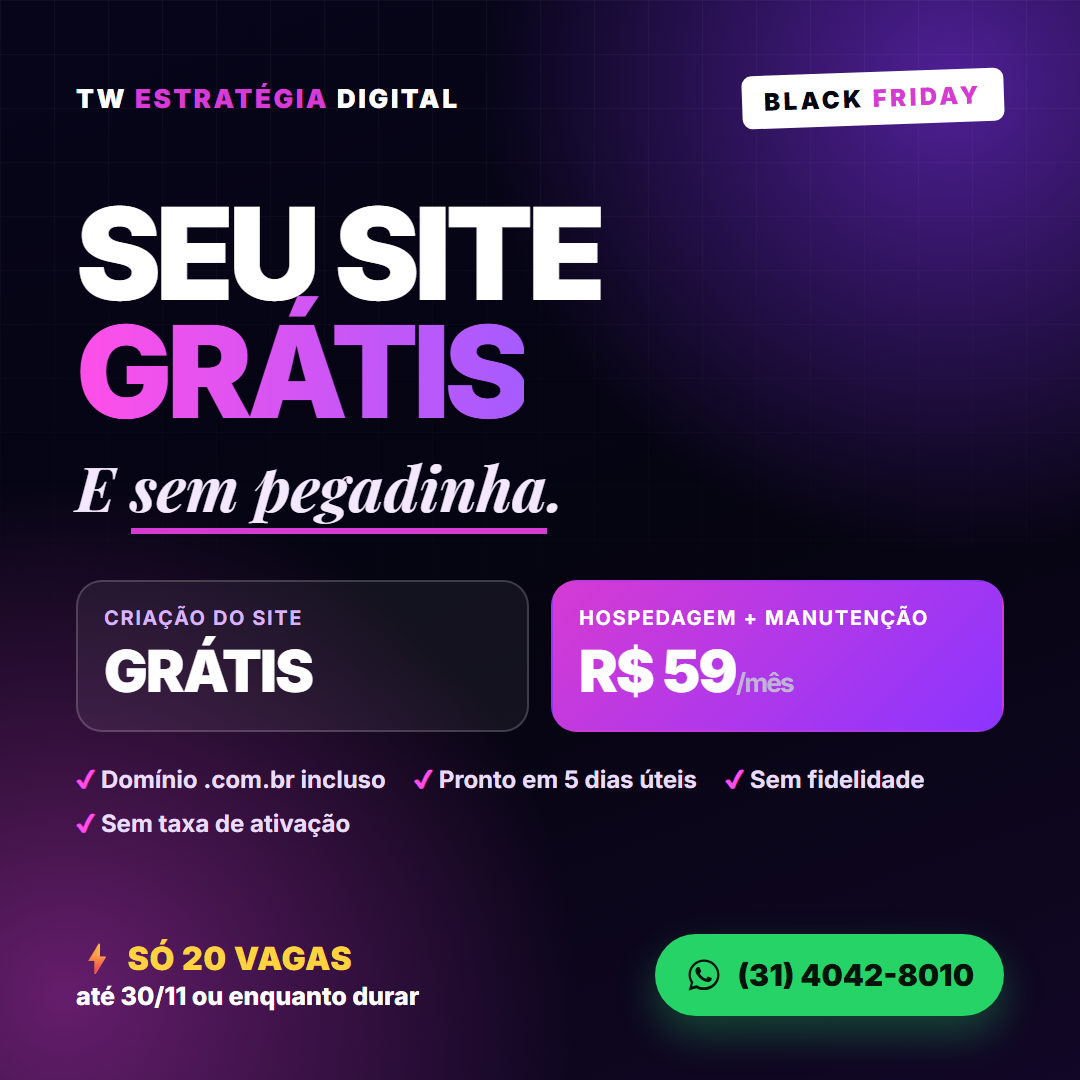 TW ESTRATÉGIA DIGITAL
BLACK FRIDAY
SEU SITE
GRÁTIS
E sem pegadinha.
CRIAÇÃO DO SITE
GRÁTIS
HOSPEDAGEM + MANUTENÇÃO
R$ 59/mês
✔ Domínio .com.br incluso ✔ Pronto em 5 dias úteis ✔ Sem fidelidade
✔ Sem taxa de ativação
⚡ SÓ 20 VAGAS
até 30/11 ou enquanto durar
(31) 4042-8010